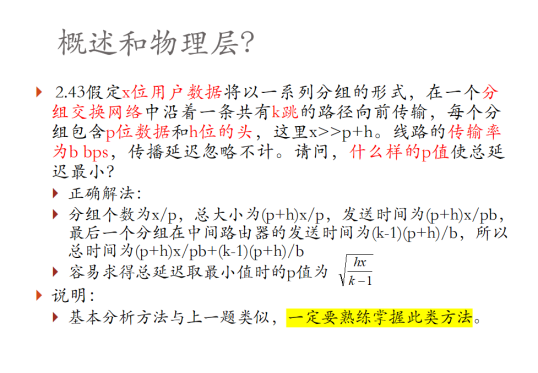 概述和物理层?
2.43假定x位用户数据将以一系列分组的形式，在一个分
组交换网络中沿着一条共有k跳的路径向前传输，每个分
组包含p位数据和h位的头，这里x>>p+h。线路的传输率
为b bps，传播延迟忽略不计。请问，什么样的p值使总延
迟最小?
正确解法：
分组个数为x/p，总大小为(p+h)x/p，发送时间为(p+h)x/pb，
最后一个分组在中间路由器的发送时间为(k-1)(p+h)/b，所以
总时间为(p+h)x/pb+(k-1)(p+h)/b
容易求得总延迟取最小值时的p值为 √(hx/(k−1))
说明：
基本分析方法与上一题类似，一定要熟练掌握此类方法。